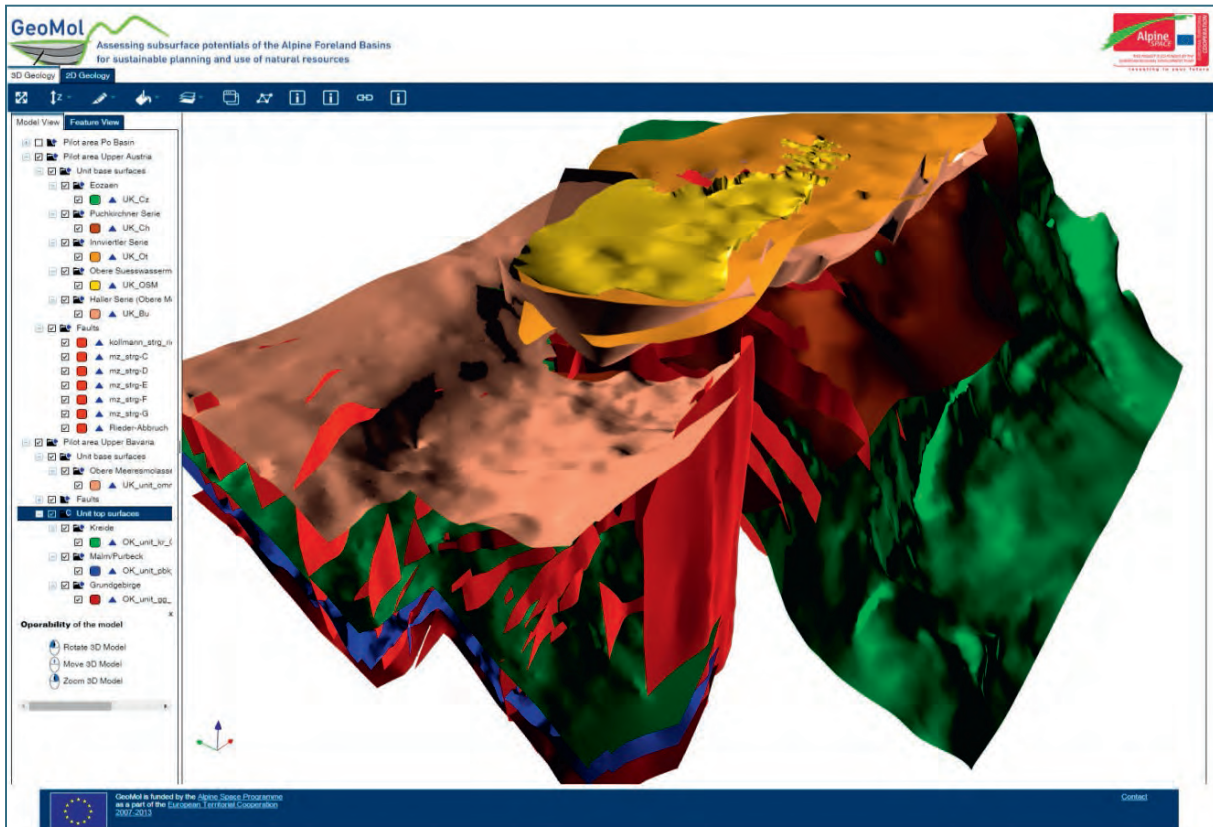 GeoMol
Assessing subsurface potentials of the Alpine Foreland Basins
for sustainable planning and use of natural resources
Alpine
SPACE
3D Geology 2D Geology
Model View Feature View
Pilot area Po Basin
Pilot area Upper Austria
Unit base surfaces
Eozaen
UK_Cz
Puchkirchner Serie
UK_Ch
Innviertler Serie
UK_Ot
Obere Suesswasserm
UK_OSM
Haller Serie (Obere M
UK_Bu
Faults
kollmann_strg_ri
mz_strg-C
mz_strg-D
mz_strg-E
mz_strg-F
mz_strg-G
Rieder-Abbruch
Pilot area Upper Bavaria
Unit base surfaces
Obere Meeresmolasse
UK_unit_omr
Faults
Unit top surfaces
Kreide
OK_unit_kr_
Malm/Purbeck
OK_unit_pbk
Grundgebirge
OK_unit_gg_
Operability of the model
Rotate 3D Model
Move 3D Model
Zoom 3D Model
GeoMol is funded by the Alpine Space Programme
as a part of the European Territorial Cooperation
2007-2013
Contact